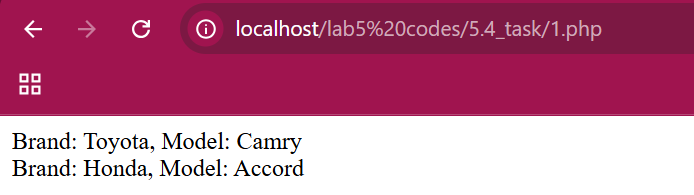 localhost/lab5%20codes/5.4_task/1.php
Brand: Toyota, Model: Camry
Brand: Honda, Model: Accord